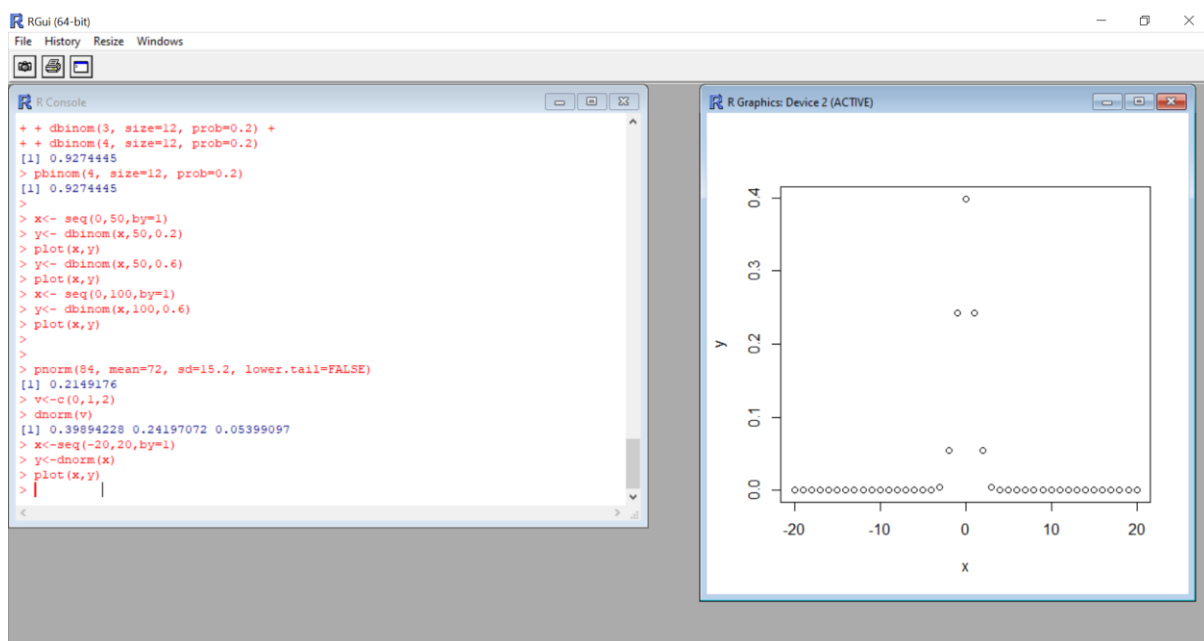 RGui (64-bit)
File History Resize Windows
R Console
+ + dbinom(3, size=12, prob=0.2) +
+ + dbinom(4, size=12, prob=0.2)
[1] 0.9274445
> pbinom(4, size=12, prob=0.2)
[1] 0.9274445
>
> x<- seq(0,50,by=1)
> y<- dbinom(x,50,0.2)
> plot(x,y)
> y<- dbinom(x,50,0.6)
> plot(x,y)
> x<- seq(0,100,by=1)
> y<- dbinom(x,100,0.6)
> plot(x,y)
>
>
> pnorm(84, mean=72, sd=15.2, lower.tail=FALSE)
[1] 0.2149176
> v<-c(0,1,2)
> dnorm(v)
[1] 0.39894228 0.24197072 0.05399097
> x<-seq(-20,20,by=1)
> y<-dnorm(x)
> plot(x,y)
>
R Graphics: Device 2 (ACTIVE)
0.4
0.3
0.2
0.1
0.0
y
-20 -10 0 10 20
x